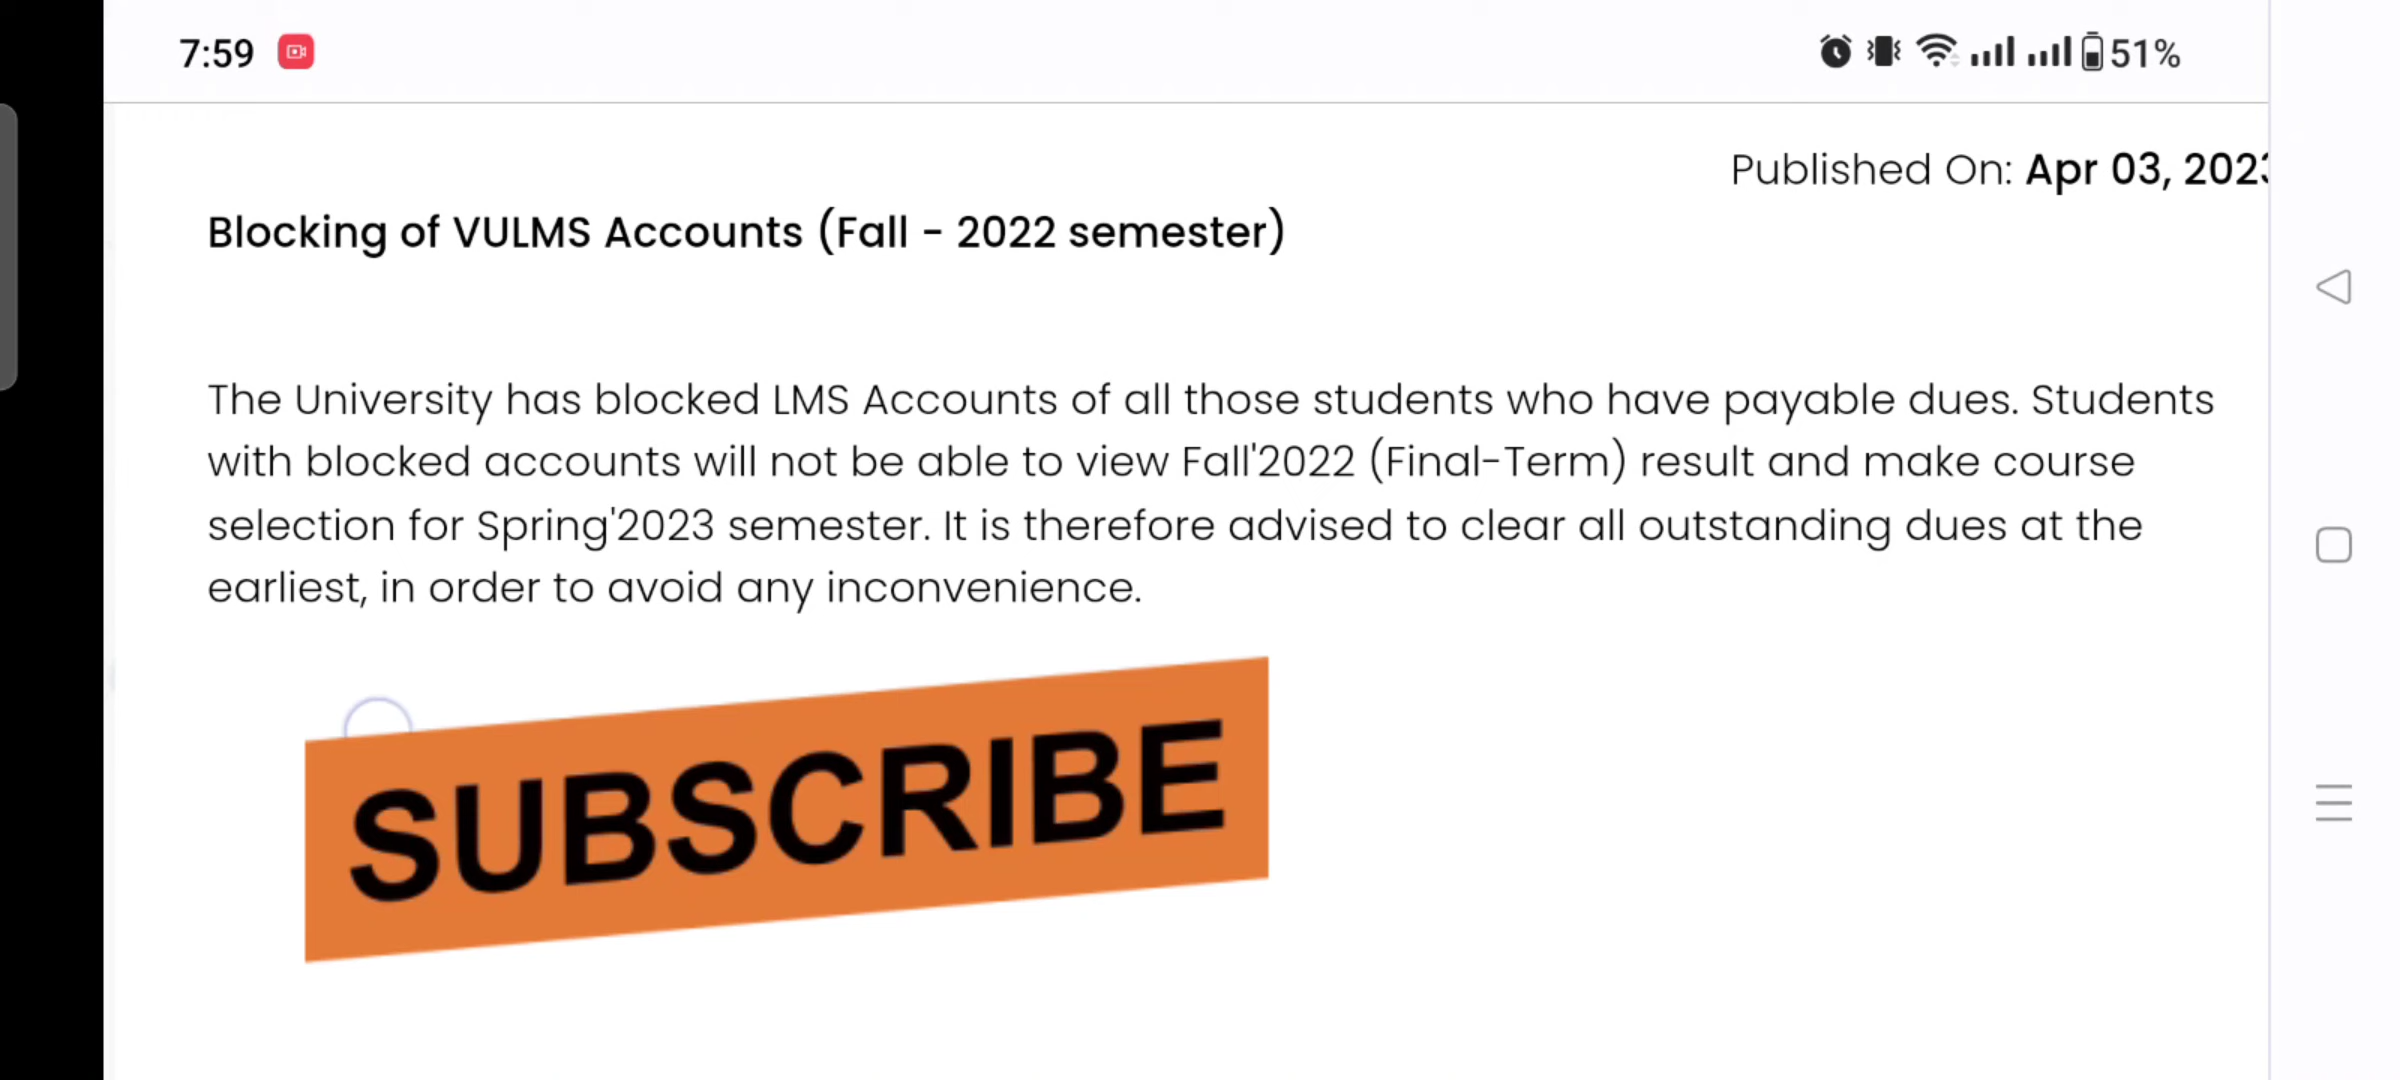 7:59
51%
Published On: Apr 03, 2023
Blocking of VULMS Accounts (Fall - 2022 semester)
The University has blocked LMS Accounts of all those students who have payable dues. Students
with blocked accounts will not be able to view Fall'2022 (Final-Term) result and make course
selection for Spring'2023 semester. It is therefore advised to clear all outstanding dues at the
earliest, in order to avoid any inconvenience.
SUBSCRIBE